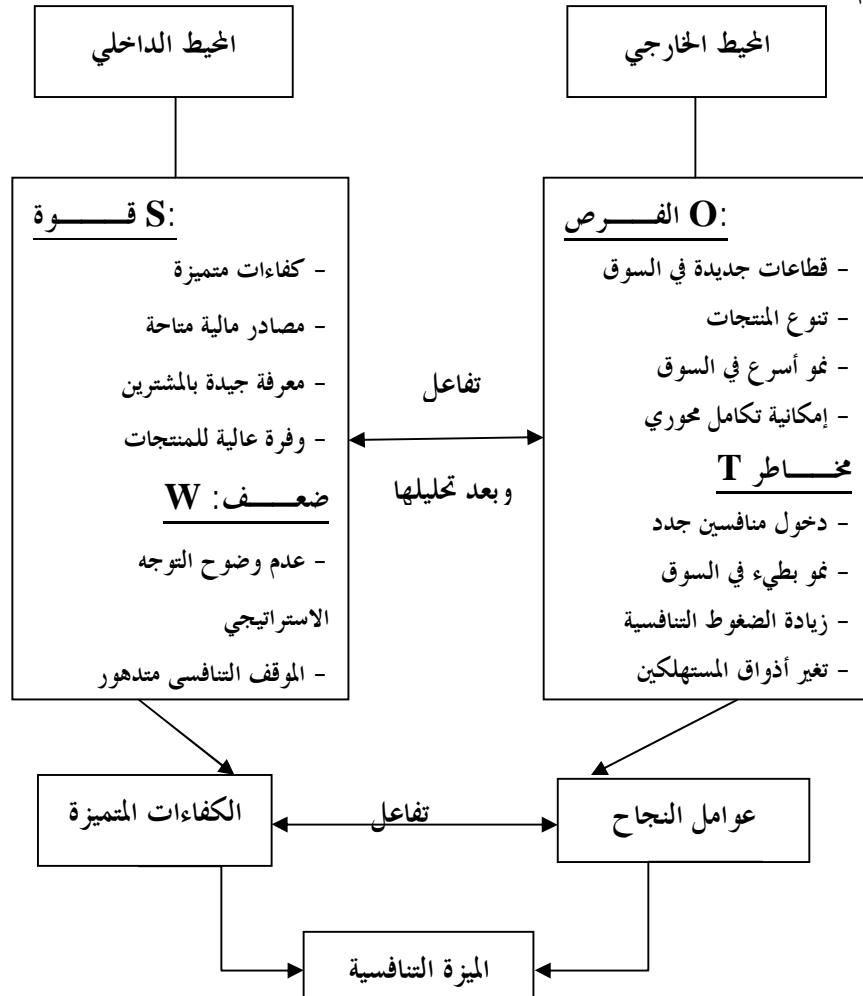 المحيط الخارجي
المحيط الداخلي
O الفـــــرص:
- قطاعات جديدة في السوق
- تنوع المنتجات
- نمو أسرع في السوق
- إمكانية تكامل محوري
مخـــــاطر T
- دخول منافسين جدد
- نمو بطيء في السوق
- زيادة الضغوط التنافسية
- تغير أذواق المستهلكين
تفاعل
وبعد تحليلها
S قـــــــوة:
- كفاءات متميزة
- مصادر مالية متاحة
- معرفة جيدة بالمشترين
- وفرة عالية للمنتجات
ضعـــــف: W
- عدم وضوح التوجه
الاستراتيجي
- الموقف التنافسى متدهور
عوامل النجاح
تفاعل
الكفاءات المتميزة
الميزة التنافسية